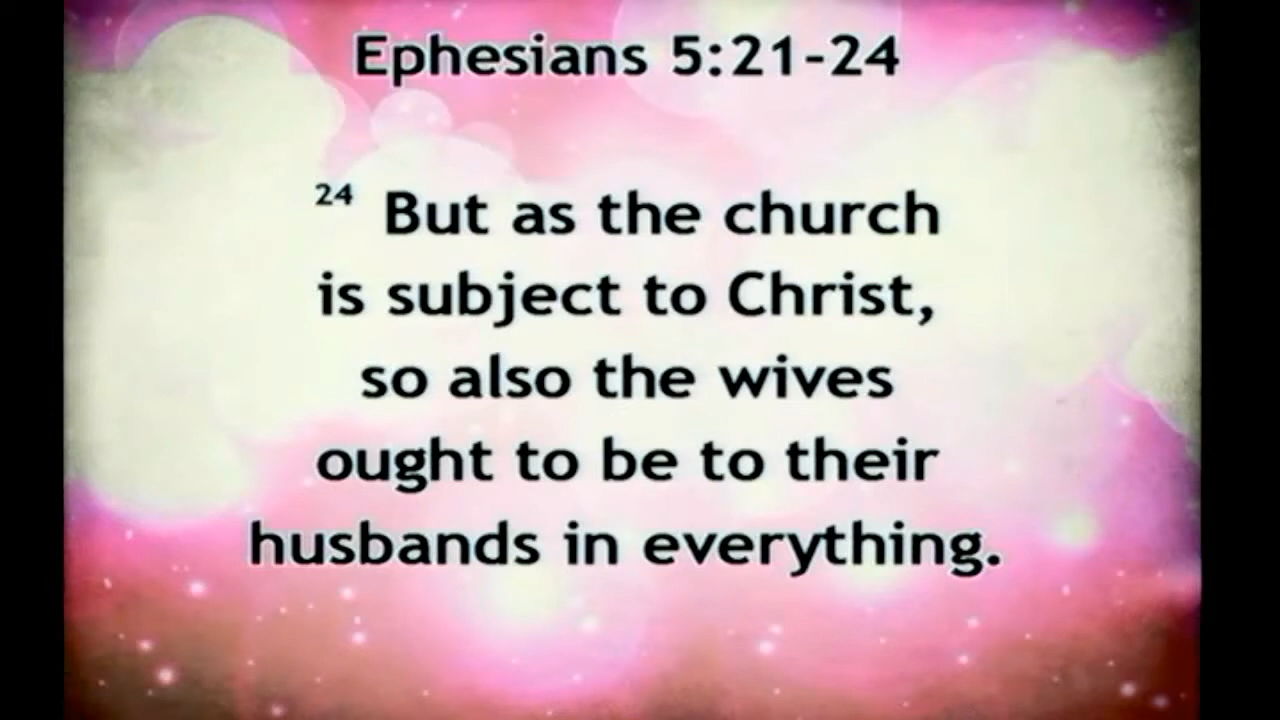 Ephesians 5:21-24
24 But as the church
is subject to Christ,
so also the wives
ought to be to their
husbands in everything.